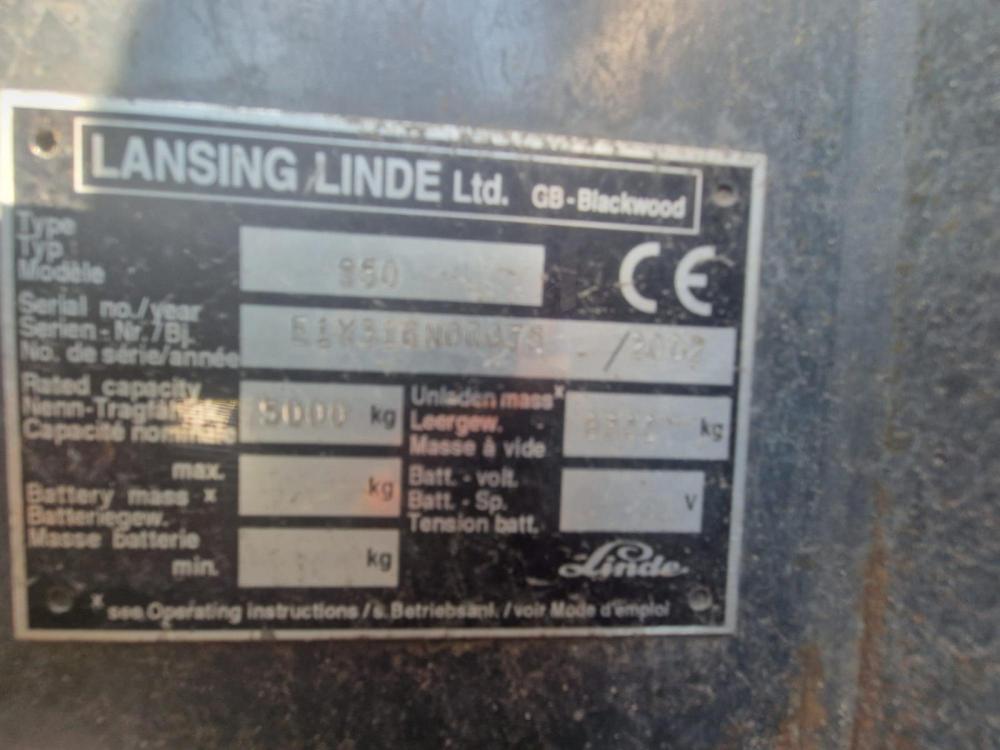 LANSING LINDE Ltd. GB-Blackwood
Type
Typ
Modèle
CE
Serial no./year
Serien-Nr./Bj.
No. de série/année
/2002
Rated capacity
Nenn-Tragfähigk.
Capacité nominale
5000 kg
Unladen mass x
Leergew.
Masse à vide
kg
max.
Battery mass x
Batteriegew.
Masse batterie
min.
kg
kg
Batt. - volt.
Batt. - Sp.
Tension batt.
V
Linde
x see Operating instructions / s. Betriebsanl. / voir Mode d'emploi